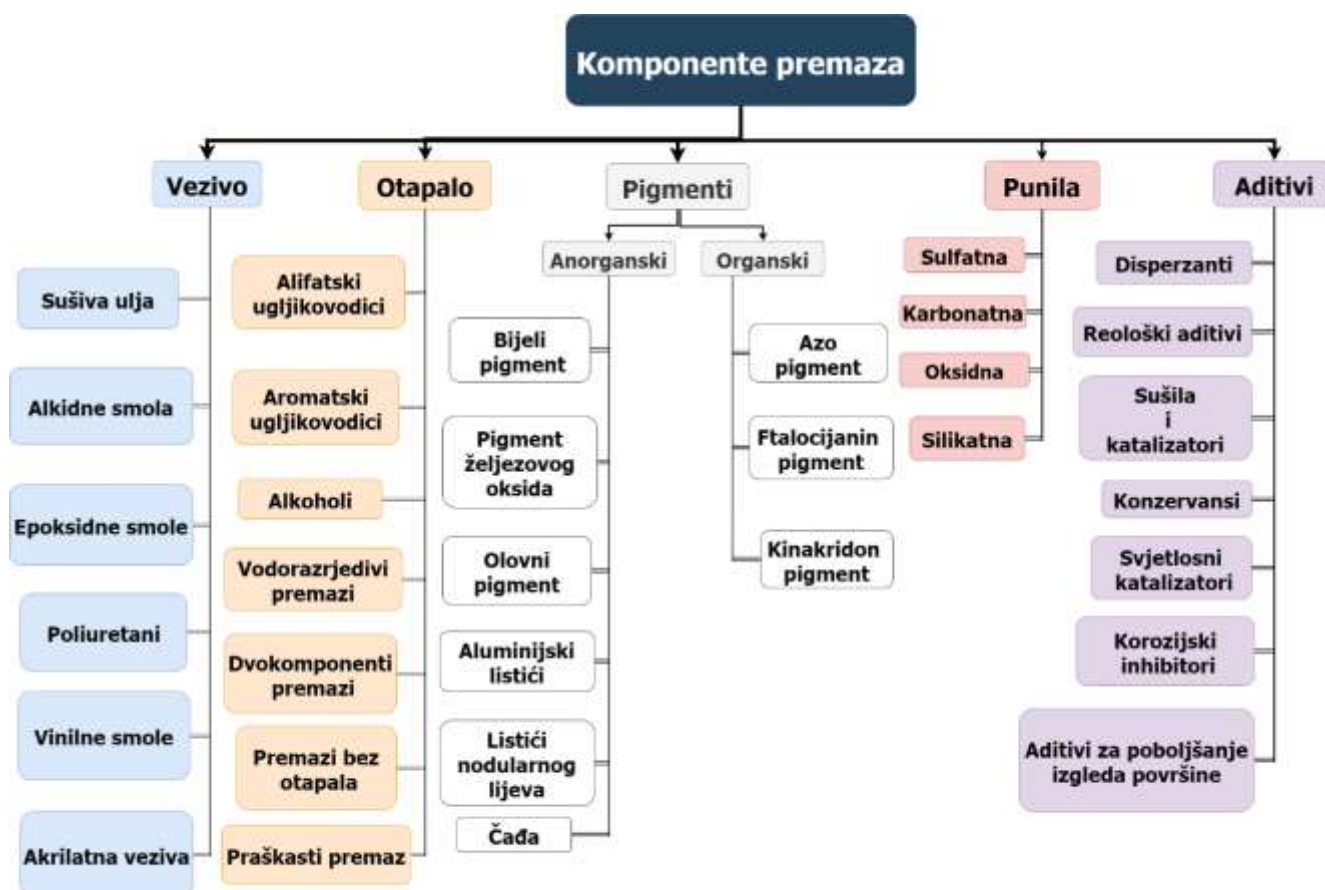 Komponente premaza
Vezivo
Sušiva ulja
Alkidne smola
Epoksidne smole
Poliuretani
Vinilne smole
Akrilatna veziva
Otapalo
Alifatski
ugljikovodici
Aromatski
ugljikovodici
Alkoholi
Vodorazrjedivi
premazi
Dvokomponenti
premazi
Premazi bez
otapala
Praškasti premaz
Pigmenti
Anorganski
Bijeli
pigment
Pigment
željezovog
oksida
Olovni
pigment
Aluminijski
listići
Listići
nodularnog
lijeva
Čađa
Organski
Azo
pigment
Ftalocijanin
pigment
Kinakridon
pigment
Punila
Sulfatna
Karbonatna
Oksidna
Silikatna
Aditivi
Disperzanti
Reološki aditivi
Sušila
i
katalizatori
Konzervansi
Svjetlosni
katalizatori
Korozijski
inhibitori
Aditivi za poboljšanje
izgleda površine